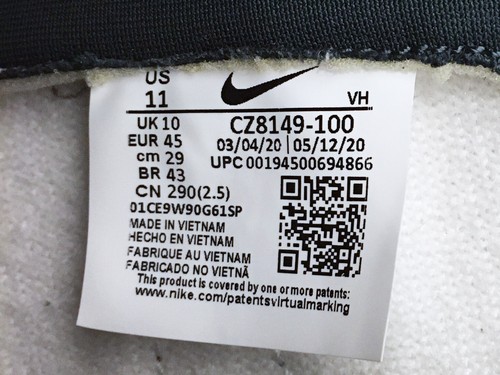 US
11 VH
UK 10 CZ8149-100
EUR 45 03/04/20 05/12/20
cm 29 UPC 00194500694866
BR 43
CN 290(2.5)
01CE9W90G61SP
MADE IN VIETNAM
HECHO EN VIETNAM
FABRIQUE AU VIETNAM
FABRICADO NO VIETNÃ
This product is covered by one or more patents:
www.nike.com/patentsvirtualmarking